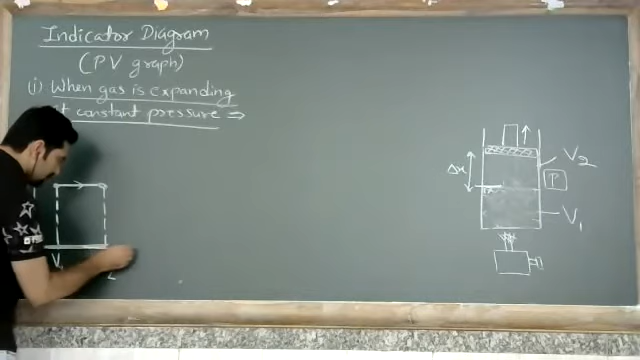 Indicator Diagram
(PV graph)
(i) When gas is expanding
at constant pressure ⇒
Δx
V₂
P
V₁
V